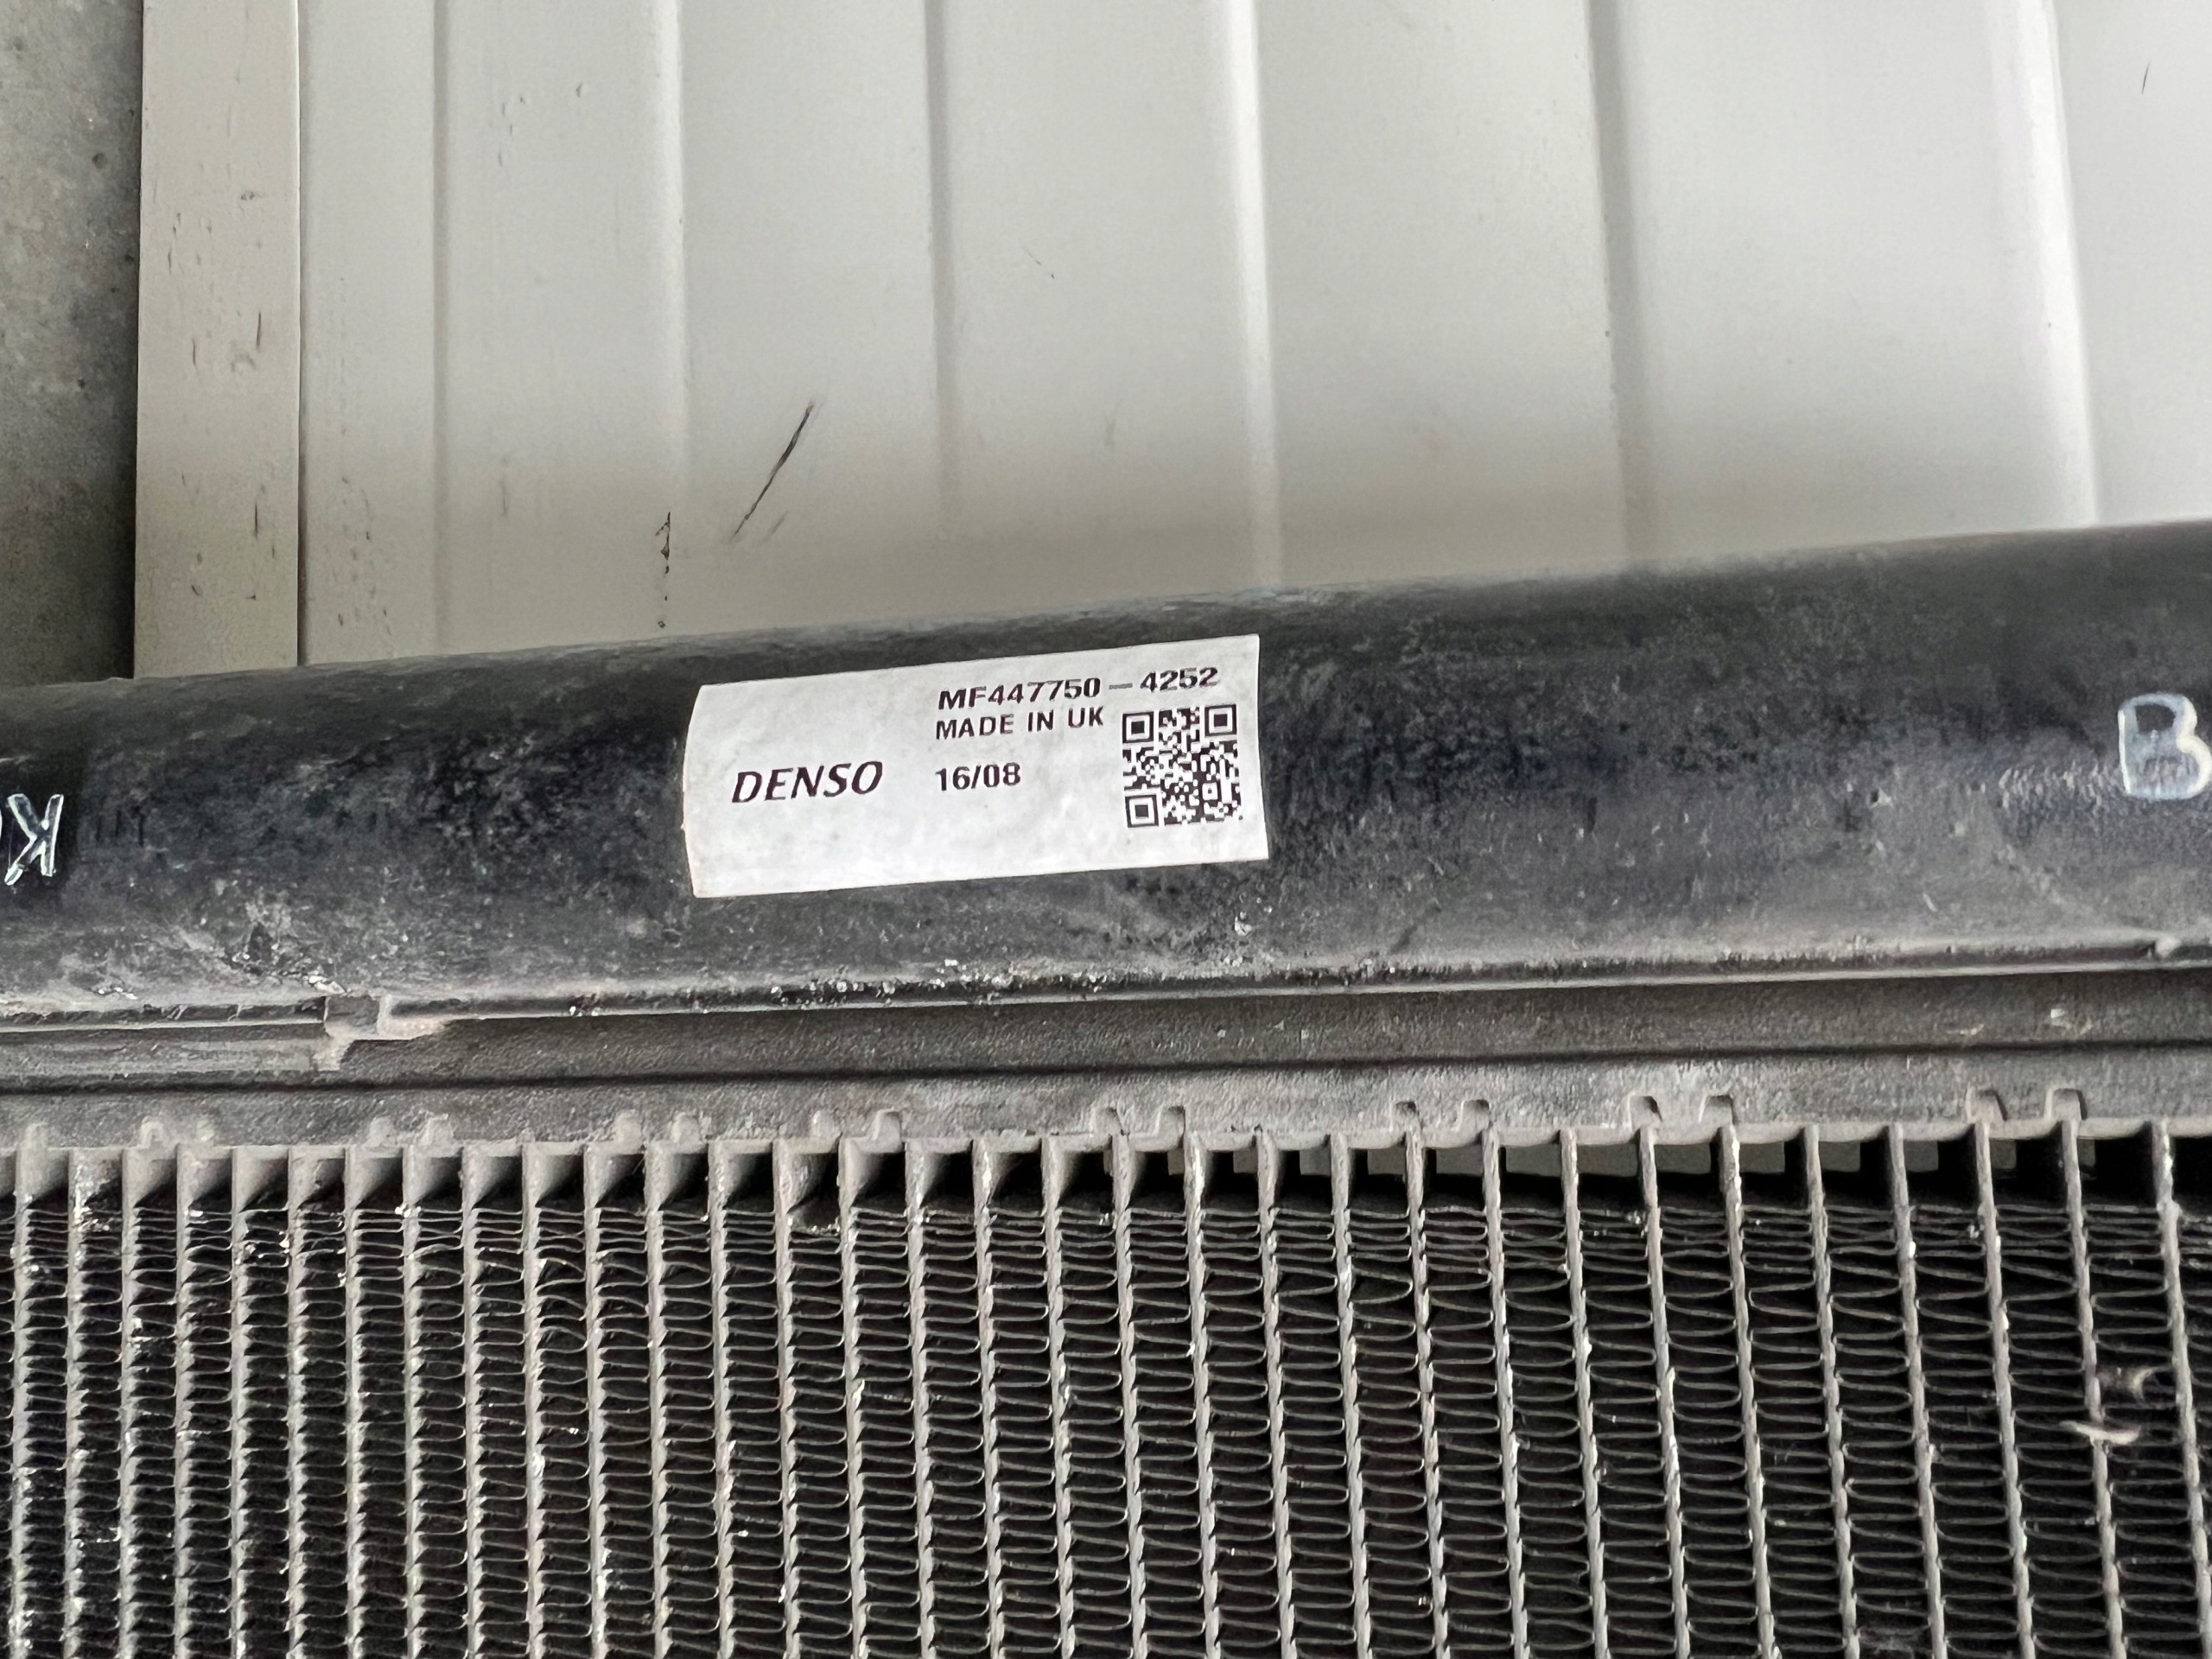 MF447750-4252
MADE IN UK
DENSO 16/08
K
B